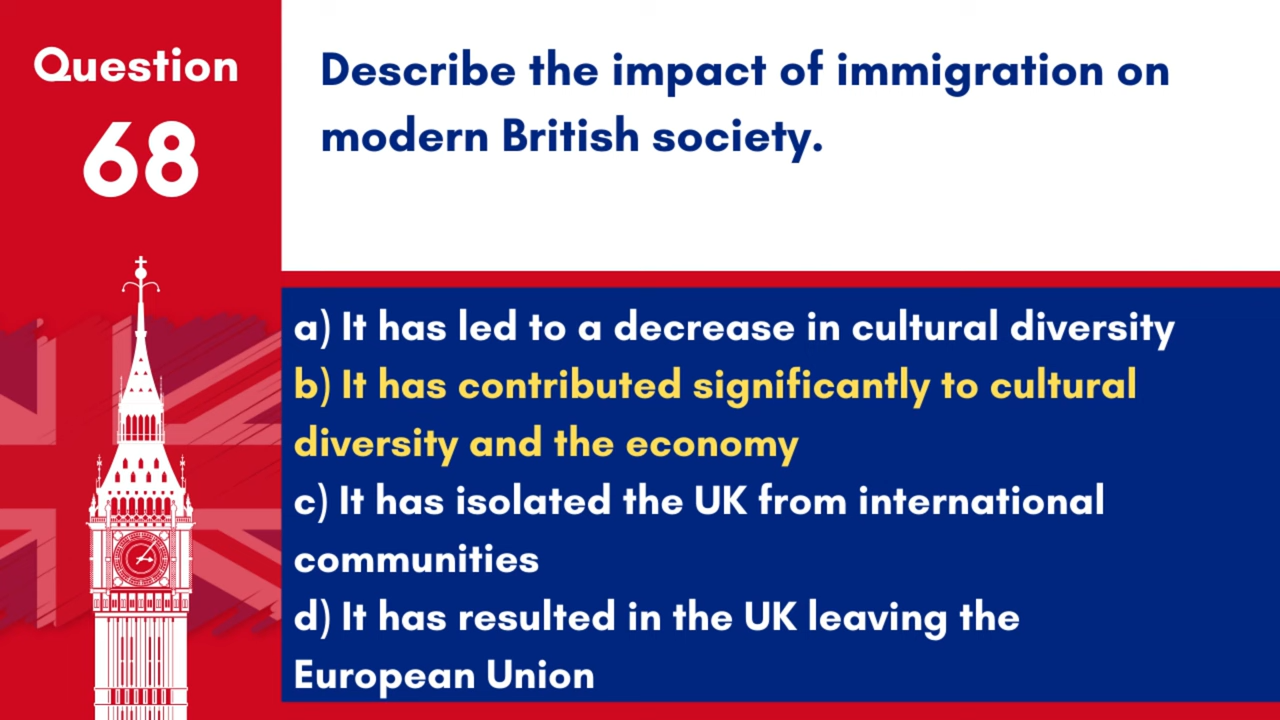 Question
68
Describe the impact of immigration on
modern British society.
a) It has led to a decrease in cultural diversity
b) It has contributed significantly to cultural
diversity and the economy
c) It has isolated the UK from international
communities
d) It has resulted in the UK leaving the
European Union